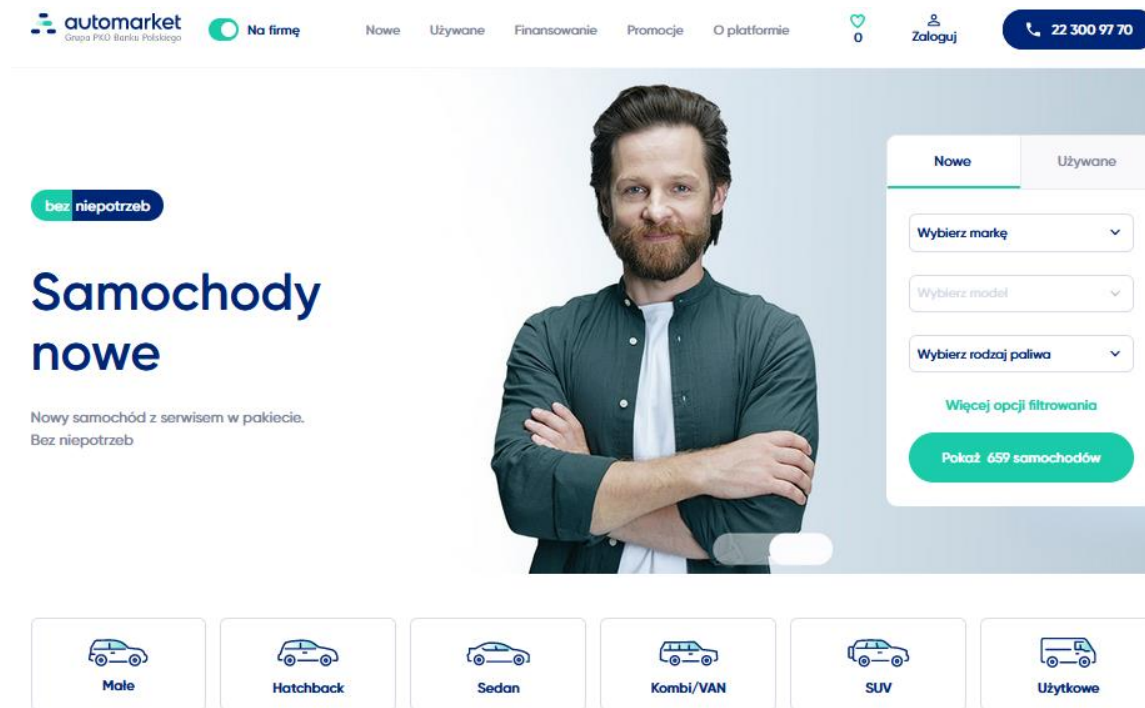 automarket
Grupa PKO Banku Polskiego
Na firmę
Nowe
Używane
Finansowanie
Promocje
O platformie
0
Zaloguj
22 300 97 70
bez niepotrzeb
Samochody
nowe
Nowy samochód z serwisem w pakiecie.
Bez niepotrzeb
Nowe
Używane
Wybierz markę
Wybierz model
Wybierz rodzaj paliwa
Więcej opcji filtrowania
Pokaż 659 samochodów
Małe
Hatchback
Sedan
Kombi/VAN
SUV
Użytkowe